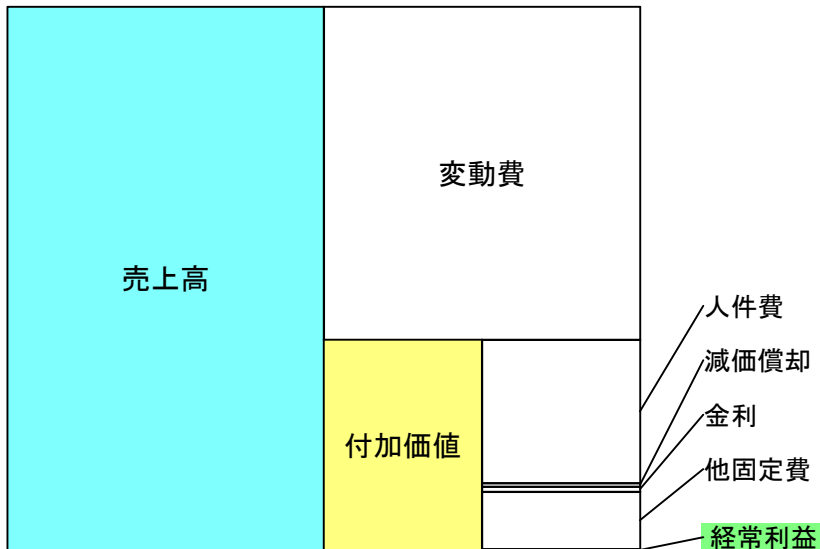 売上高
変動費
付加価値
人件費
減価償却
金利
他固定費
経常利益